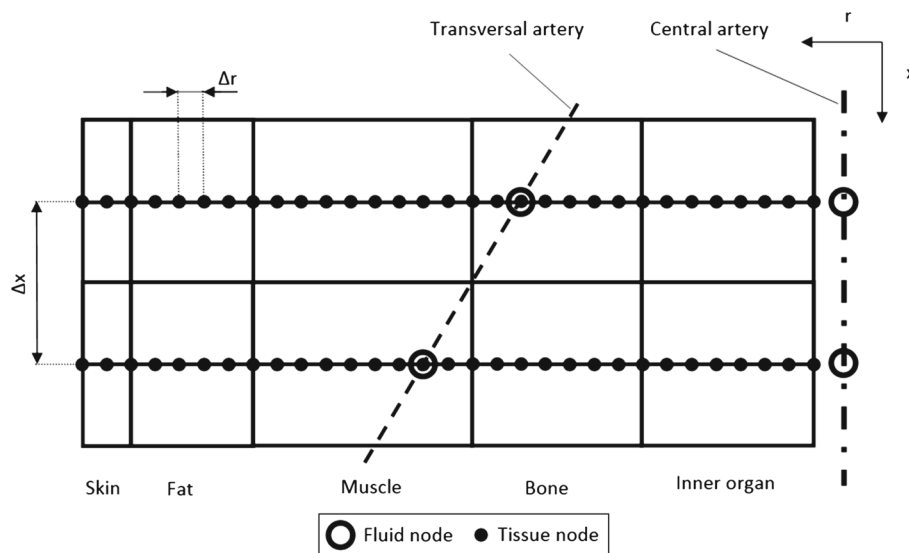 Transversal artery
Central artery
r
x
Δr
Δx
Skin
Fat
Muscle
Bone
Inner organ
Fluid node
Tissue node